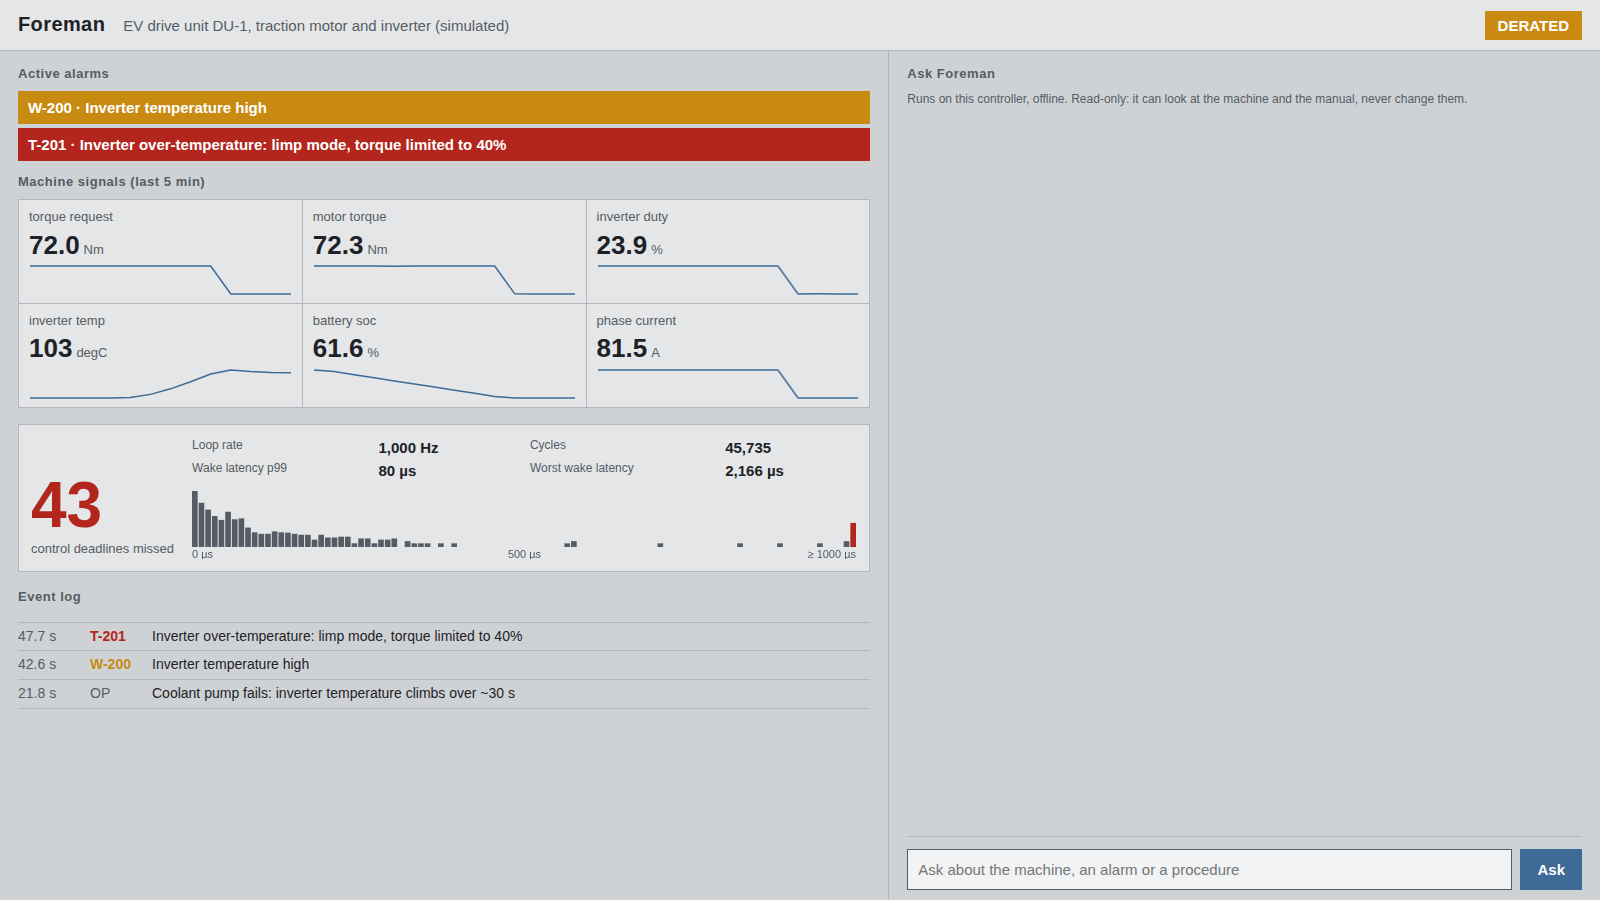 Foreman EV drive unit DU-1, traction motor and inverter (simulated) DERATED
Active alarms
W-200 · Inverter temperature high
T-201 · Inverter over-temperature: limp mode, torque limited to 40%
Machine signals (last 5 min)
torque request motor torque inverter duty
72.0 Nm 72.3 Nm 23.9 %
inverter temp battery soc phase current
103 degC 61.6 % 81.5 A
Loop rate 1,000 Hz Cycles 45,735
Wake latency p99 80 µs Worst wake latency 2,166 µs
43
control deadlines missed
0 µs 500 µs ≥ 1000 µs
Event log
47.7 s T-201 Inverter over-temperature: limp mode, torque limited to 40%
42.6 s W-200 Inverter temperature high
21.8 s OP Coolant pump fails: inverter temperature climbs over ~30 s
Ask Foreman
Runs on this controller, offline. Read-only: it can look at the machine and the manual, never change them.
Ask about the machine, an alarm or a procedure Ask